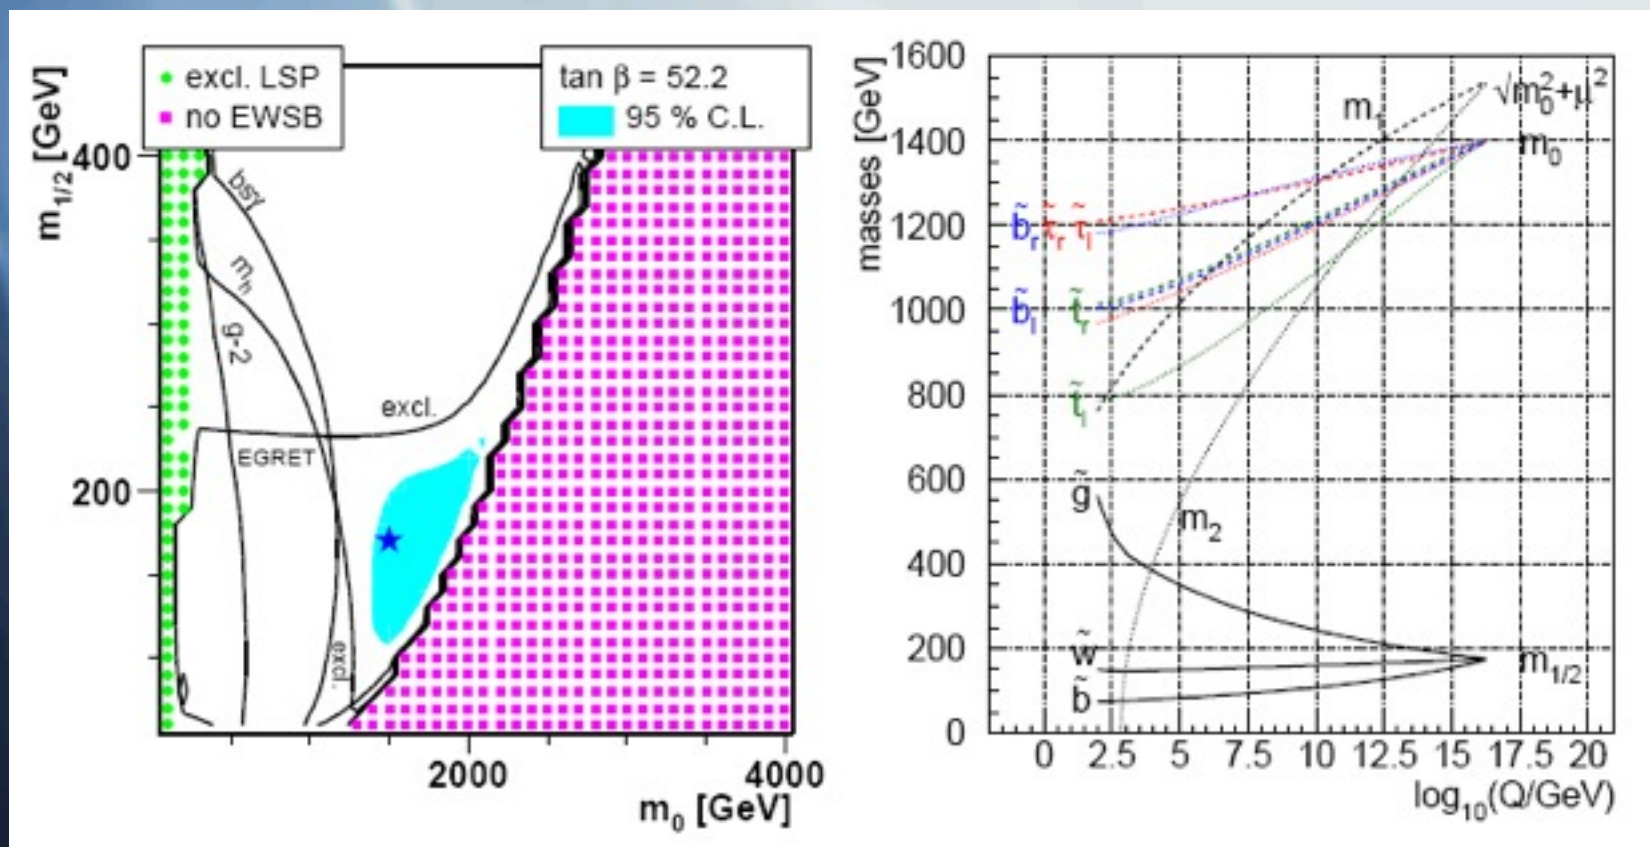 excl. LSP
no EWSB
tan β = 52.2
95 % C.L.
m1/2 [GeV]
400
200
bsγ
mh
g-2
excl.
EGRET
excl.
2000
4000
m0 [GeV]
masses [GeV]
1600
1400
1200
1000
800
600
400
200
0
m1
√m0²+μ²
m0
b̃r τ̃r τ̃l
b̃l t̃r
t̃l
g̃
m2
w̃
b̃
m1/2
0 2.5 5 7.5 10 12.5 15 17.5 20
log10(Q/GeV)